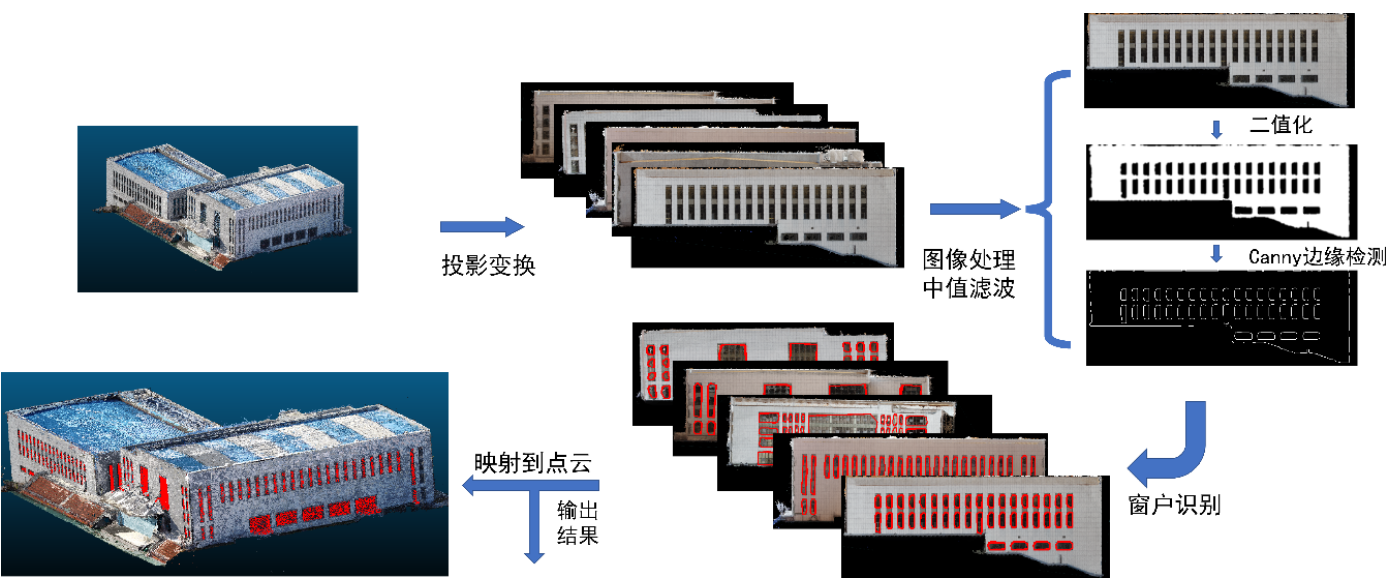 投影变换
图像处理
中值滤波
二值化
Canny边缘检测
窗户识别
映射到点云
输出
结果